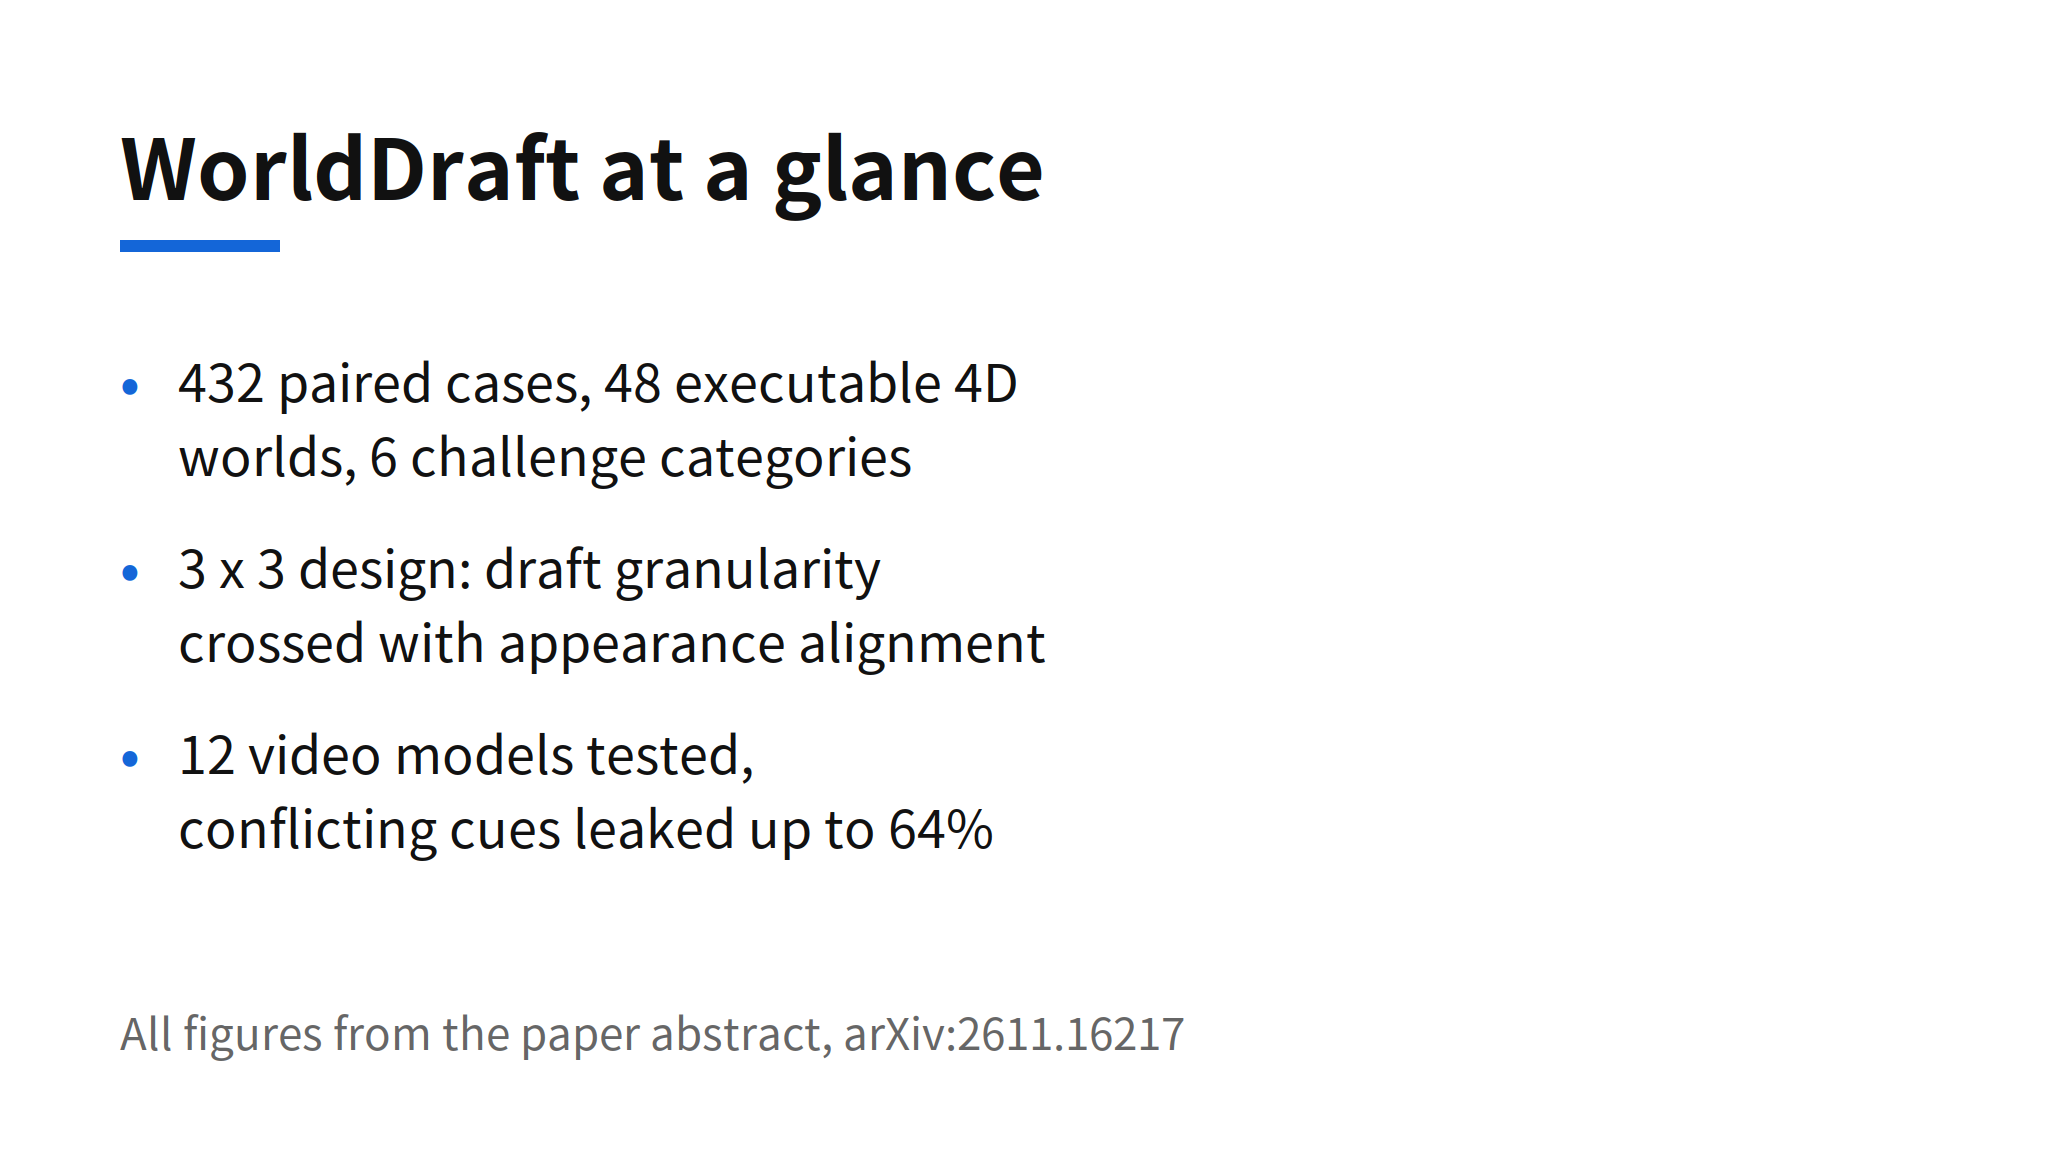 WorldDraft at a glance
• 432 paired cases, 48 executable 4D
worlds, 6 challenge categories
• 3 x 3 design: draft granularity
crossed with appearance alignment
• 12 video models tested,
conflicting cues leaked up to 64%
All figures from the paper abstract, arXiv:2611.16217